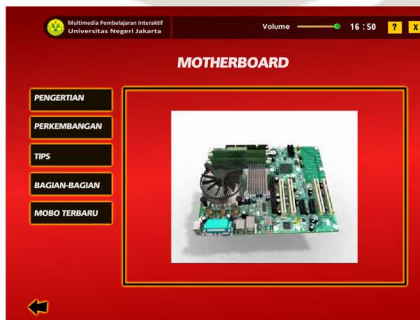 Multimedia Pembelajaran Interaktif
Universitas Negeri Jakarta
Volume
16 : 50
?
X
MOTHERBOARD
PENGERTIAN
PERKEMBANGAN
TIPS
BAGIAN-BAGIAN
MOBO TERBARU